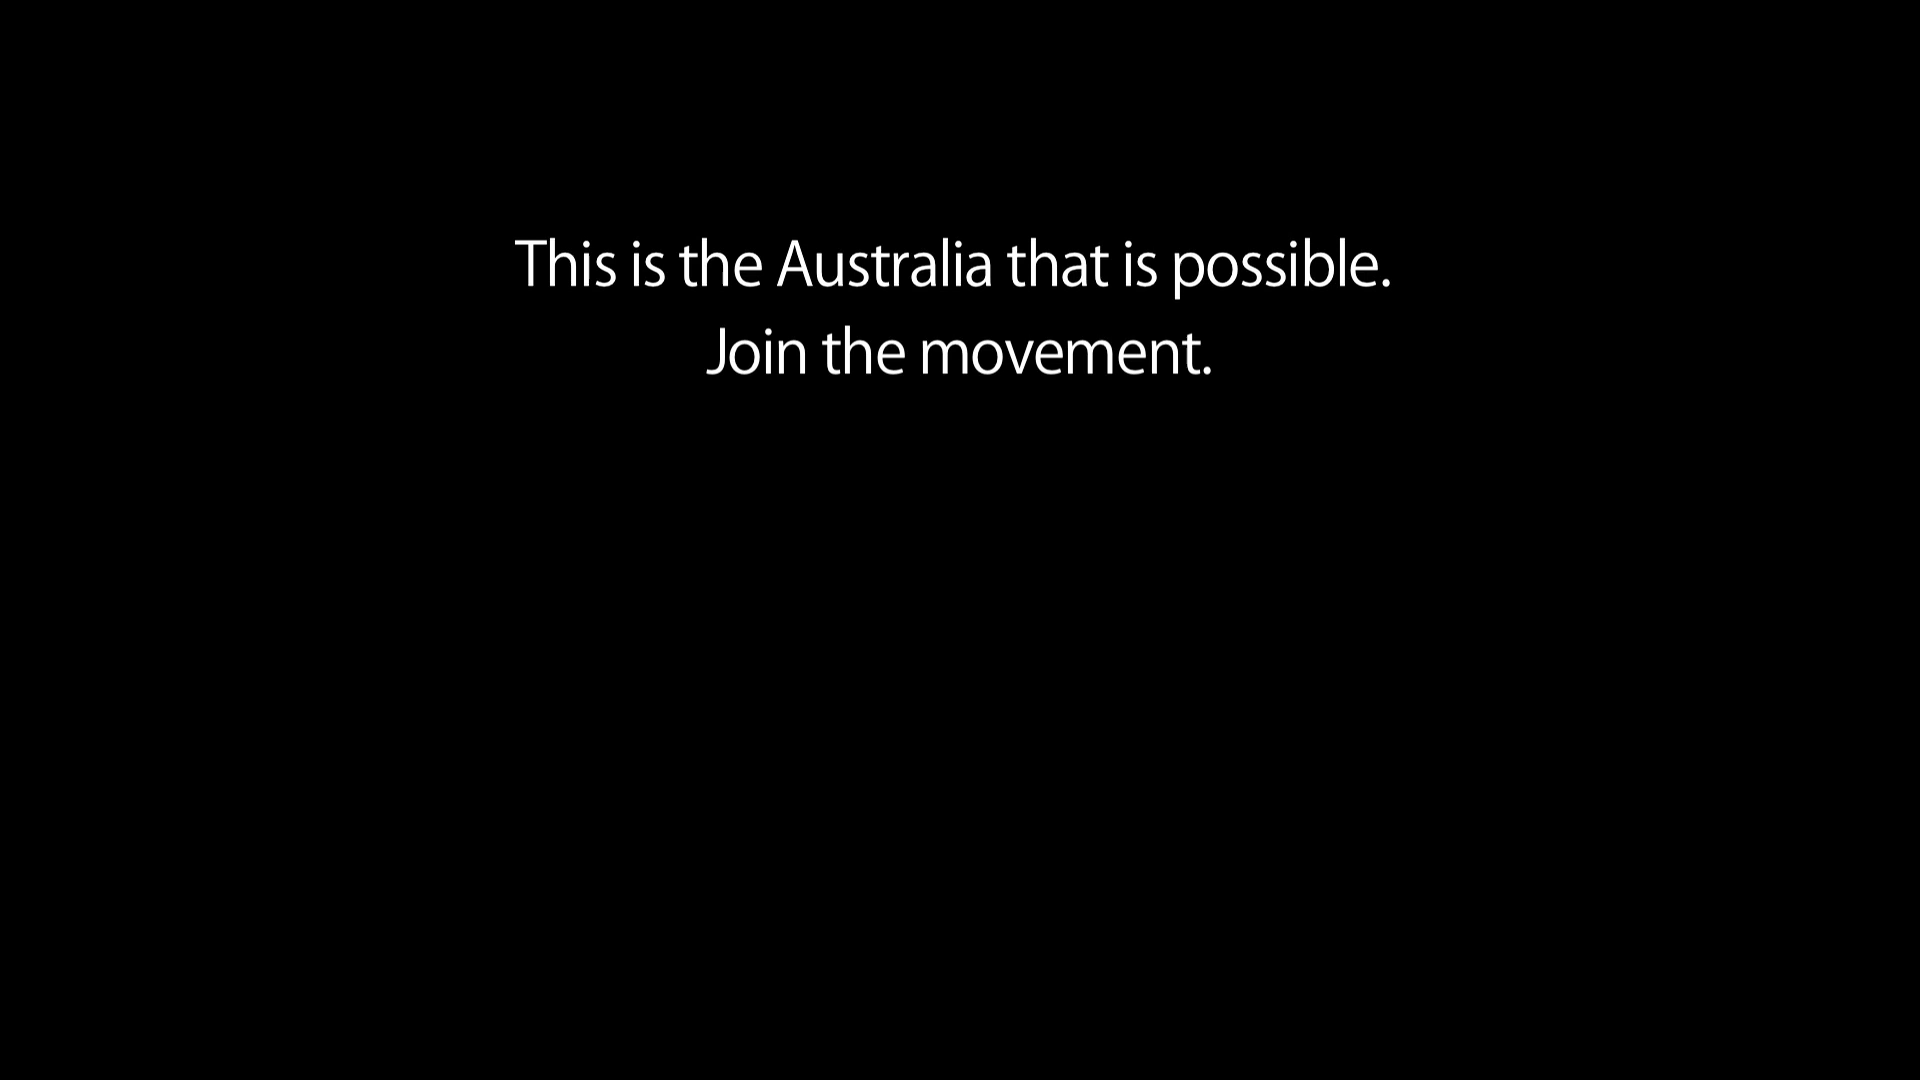 This is the Australia that is possible.
Join the movement.